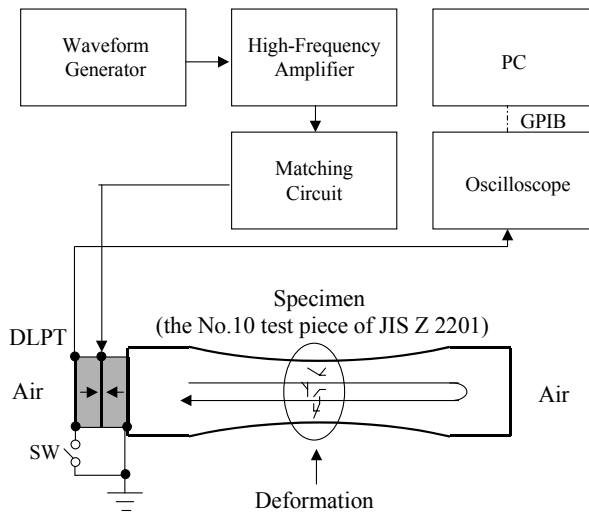 Waveform
Generator
High-Frequency
Amplifier
PC
GPIB
Matching
Circuit
Oscilloscope
Specimen
(the No.10 test piece of JIS Z 2201)
DLPT
Air
Air
SW
Deformation